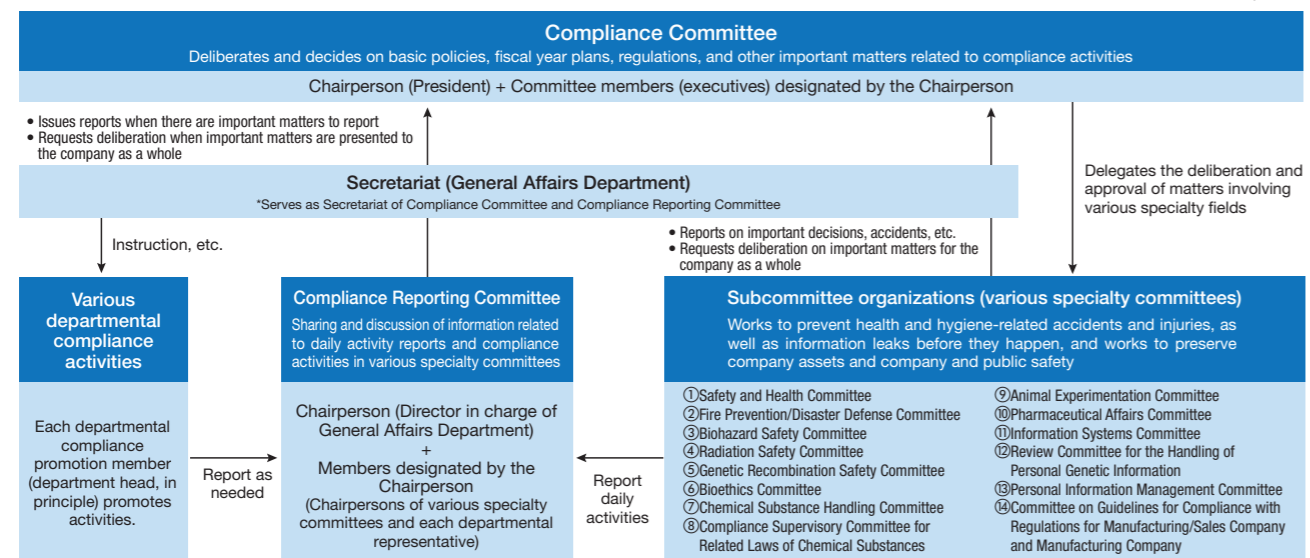 Compliance Committee
Deliberates and decides on basic policies, fiscal year plans, regulations, and other important matters related to compliance activities
Chairperson (President) + Committee members (executives) designated by the Chairperson
• Issues reports when there are important matters to report
• Requests deliberation when important matters are presented to
the company as a whole
Secretariat (General Affairs Department)
*Serves as Secretariat of Compliance Committee and Compliance Reporting Committee
Delegates the deliberation and
approval of matters involving
various specialty fields
Instruction, etc.
• Reports on important decisions, accidents, etc.
• Requests deliberation on important matters for the
company as a whole
Various
departmental
compliance
activities
Each departmental
compliance
promotion member
(department head, in
principle) promotes
activities.
Report as
needed
Compliance Reporting Committee
Sharing and discussion of information related
to daily activity reports and compliance
activities in various specialty committees
Chairperson (Director in charge of
General Affairs Department)
+
Members designated by the
Chairperson
(Chairpersons of various specialty
committees and each departmental
representative)
Report
daily
activities
Subcommittee organizations (various specialty committees)
Works to prevent health and hygiene-related accidents and injuries, as
well as information leaks before they happen, and works to preserve
company assets and company and public safety
①Safety and Health Committee
②Fire Prevention/Disaster Defense Committee
③Biohazard Safety Committee
④Radiation Safety Committee
⑤Genetic Recombination Safety Committee
⑥Bioethics Committee
⑦Chemical Substance Handling Committee
⑧Compliance Supervisory Committee for
Related Laws of Chemical Substances
⑨Animal Experimentation Committee
⑩Pharmaceutical Affairs Committee
⑪Information Systems Committee
⑫Review Committee for the Handling of
Personal Genetic Information
⑬Personal Information Management Committee
⑭Committee on Guidelines for Compliance with
Regulations for Manufacturing/Sales Company
and Manufacturing Company